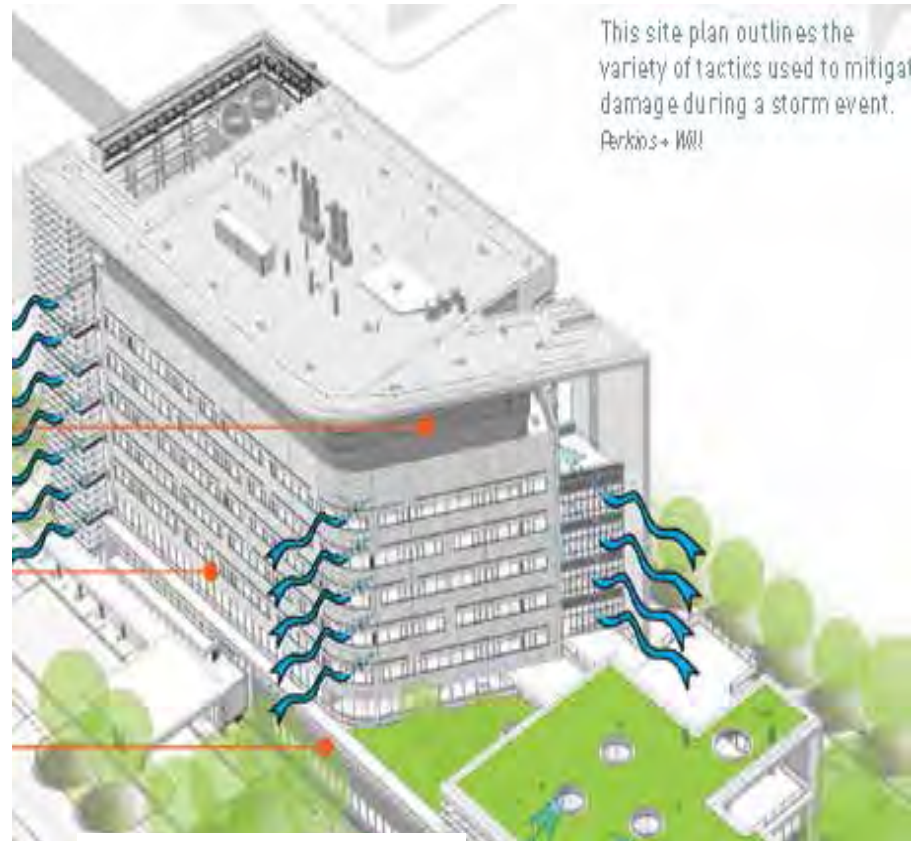 This site plan outlines the
variety of tactics used to mitigat
damage during a storm event.
Perkins + Will